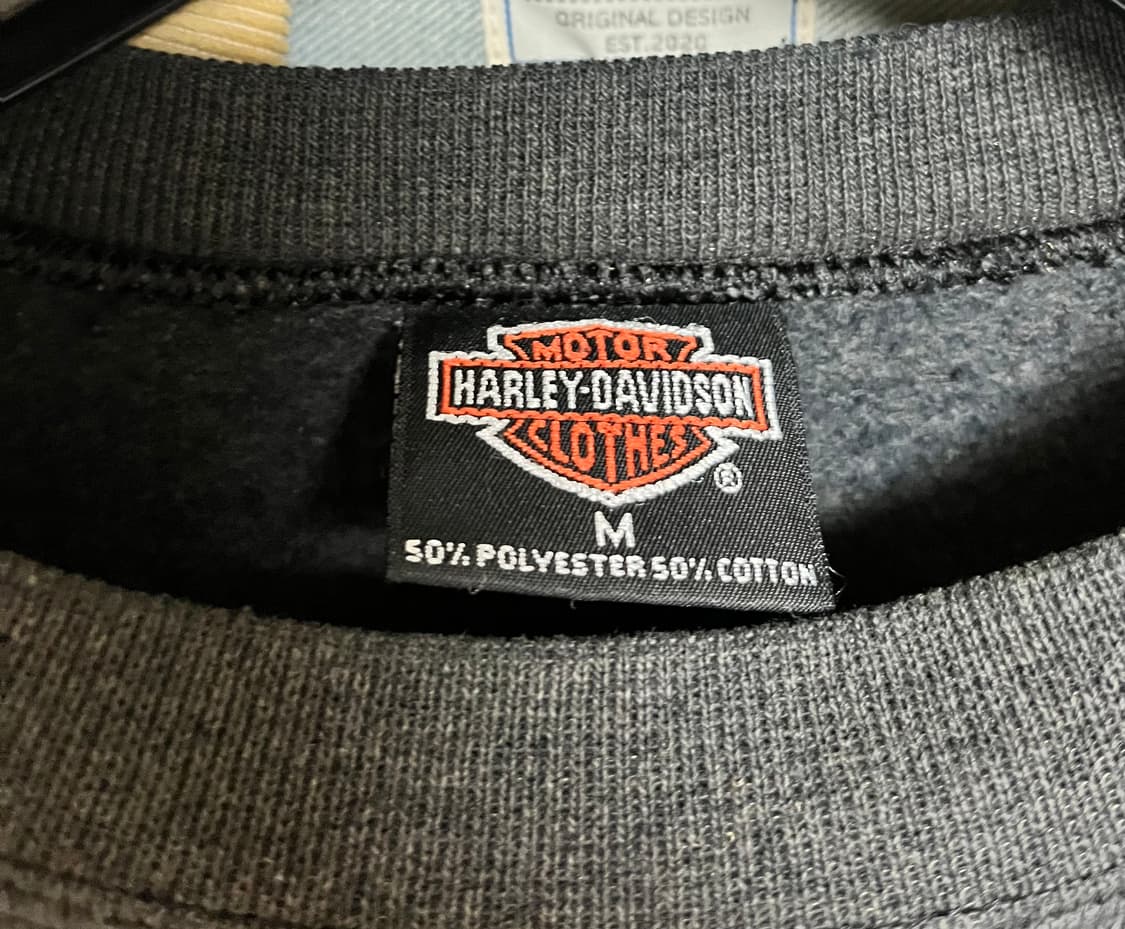 ORIGINAL DESIGN
EST.2020
MOTOR
HARLEY-DAVIDSON
CLOTHES
®
M
50% POLYESTER 50% COTTON